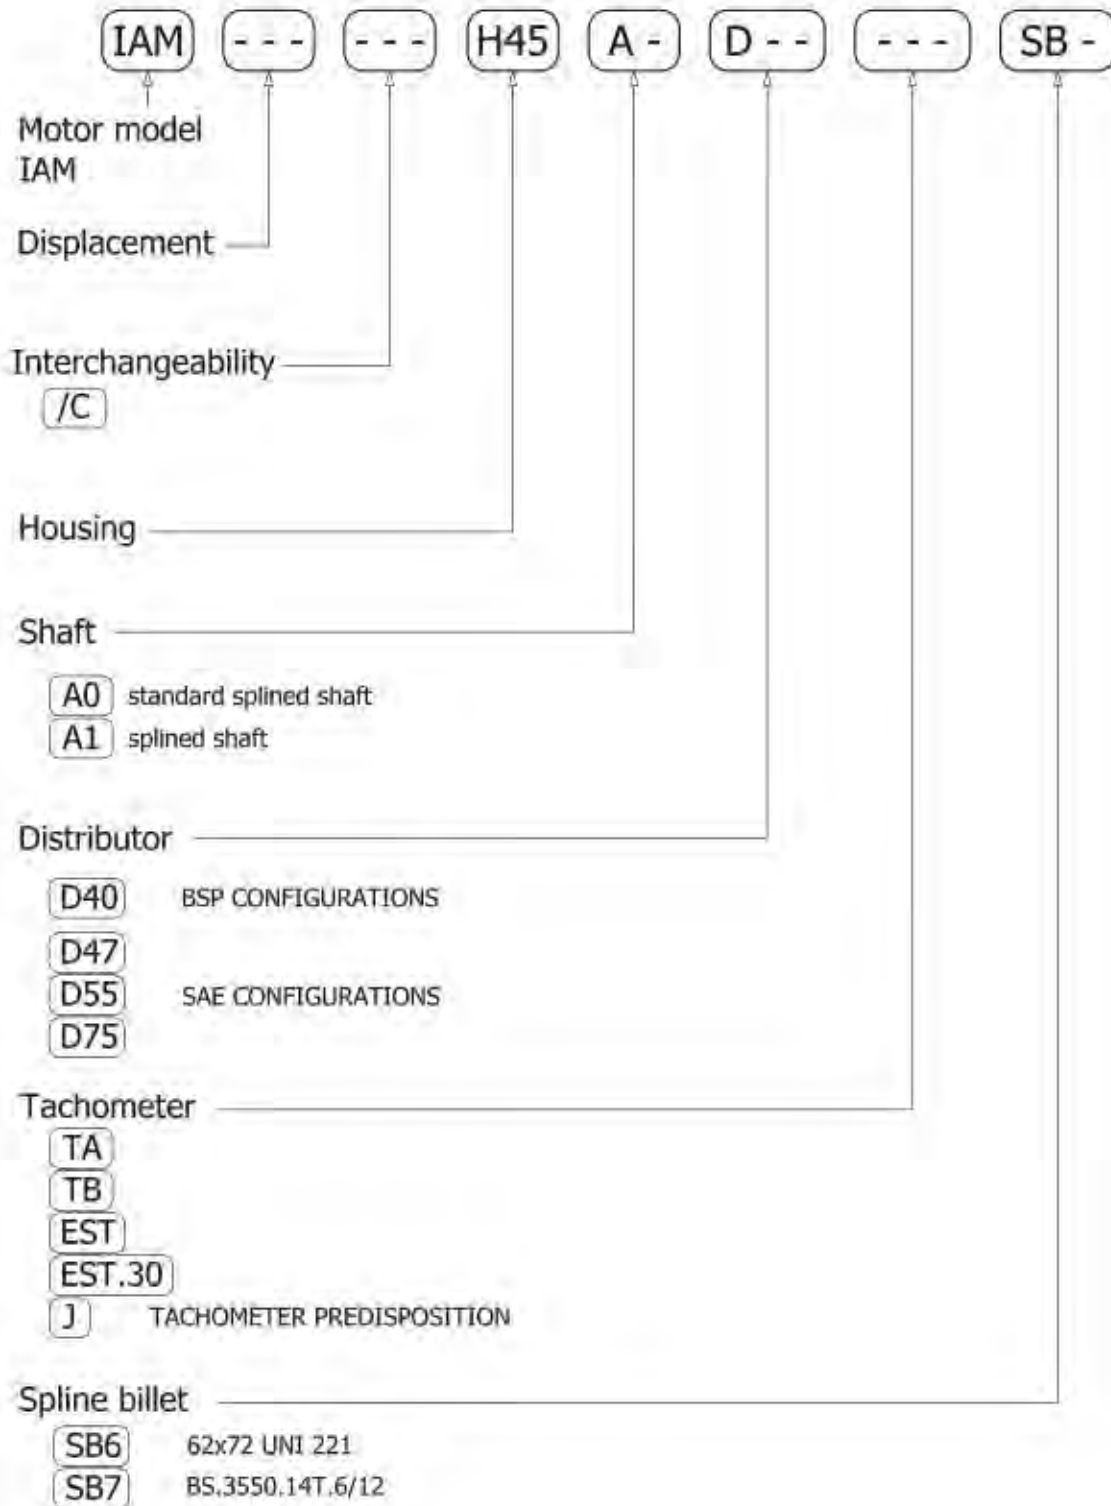 IAM - - - - - - H45 A - D - - - - - SB -
Motor model
IAM
Displacement
Interchangeability
/C
Housing
Shaft
A0 standard splined shaft
A1 splined shaft
Distributor
D40 BSP CONFIGURATIONS
D47
D55 SAE CONFIGURATIONS
D75
Tachometer
TA
TB
EST
EST.30
J TACHOMETER PREDISPOSITION
Spline billet
SB6 62x72 UNI 221
SB7 BS.3550.14T.6/12